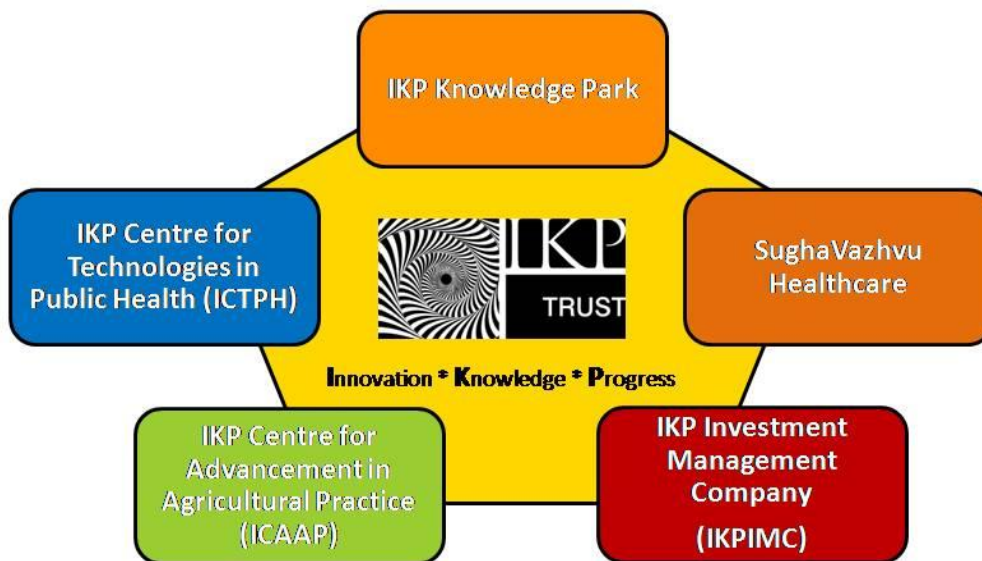 IKP Knowledge Park
IKP Centre for
Technologies in
Public Health (ICTPH)
IKP
TRUST
SughaVazhvu
Healthcare
Innovation * Knowledge * Progress
IKP Centre for
Advancement in
Agricultural Practice
(ICAAP)
IKP Investment
Management
Company
(IKPIMC)